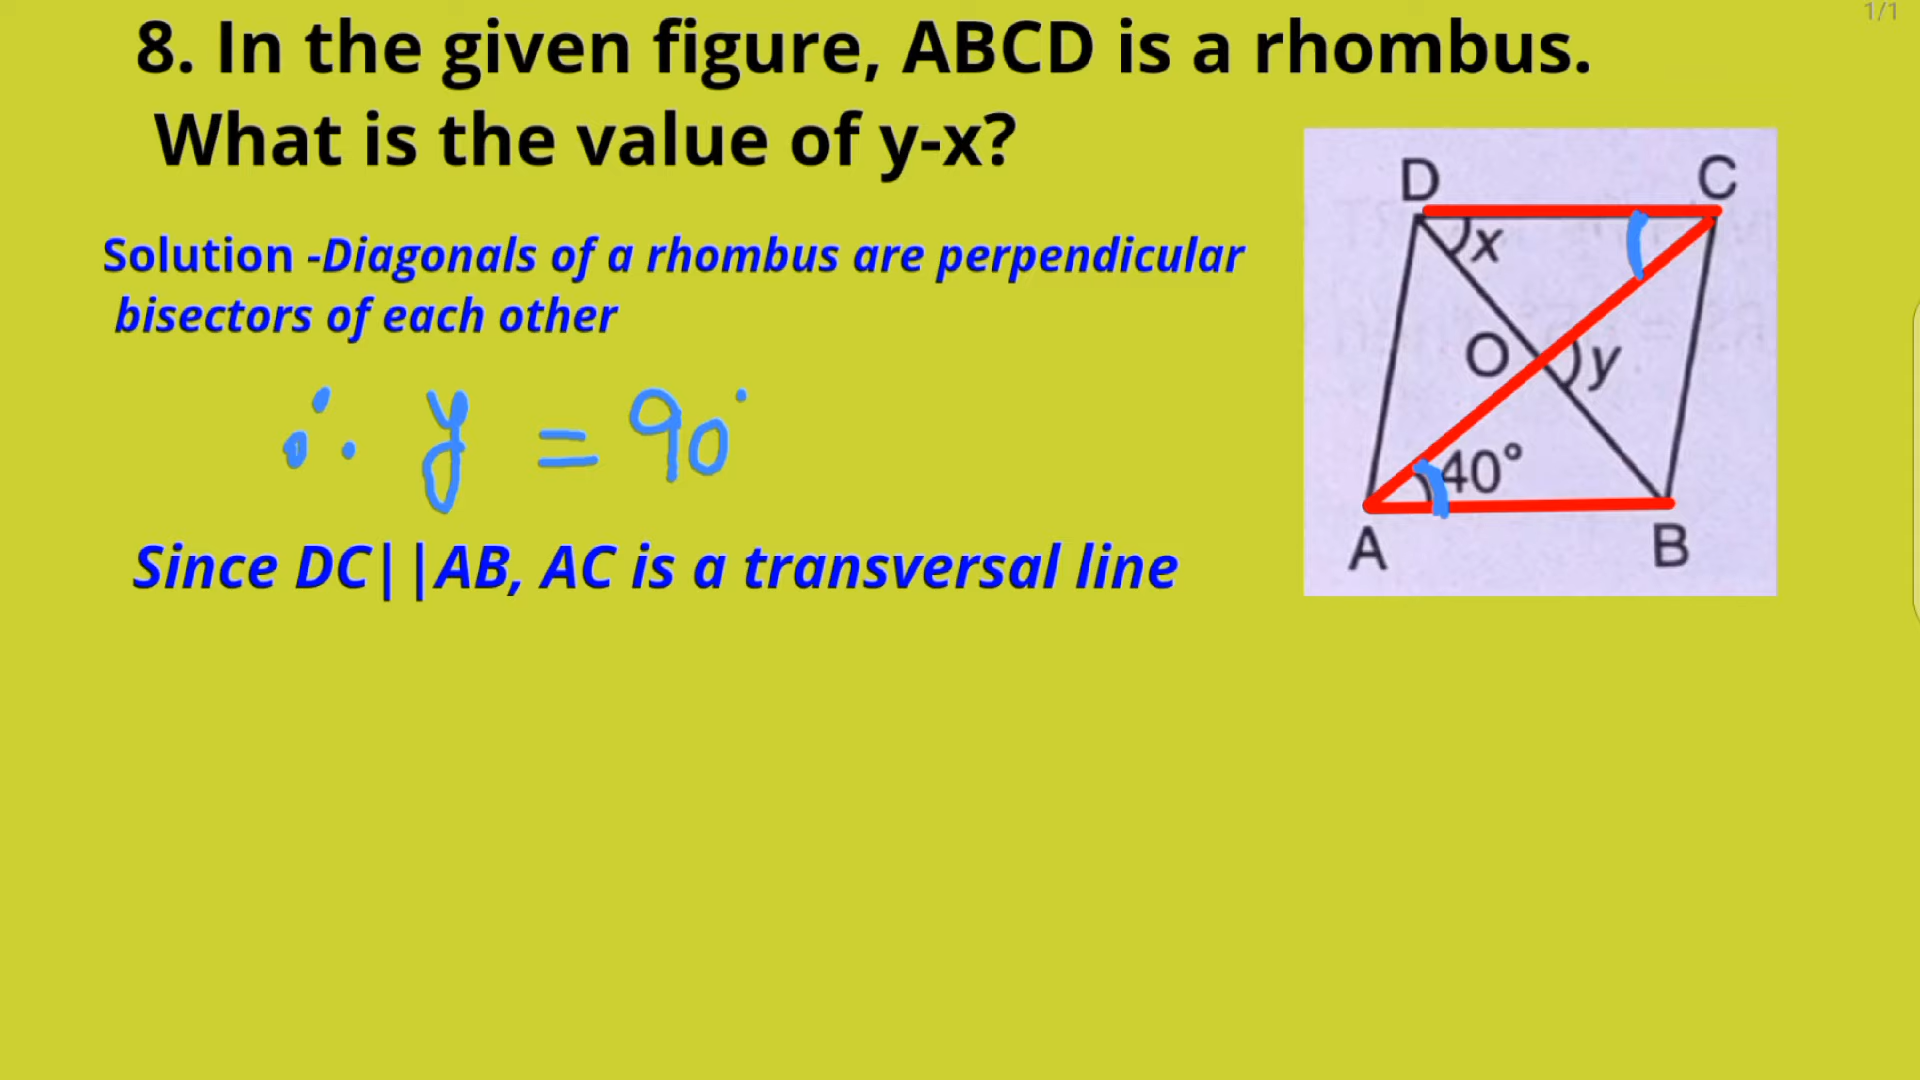 1/1
8. In the given figure, ABCD is a rhombus.
What is the value of y-x?
Solution -Diagonals of a rhombus are perpendicular
bisectors of each other
∴ y = 90°
Since DC||AB, AC is a transversal line
D C
x
O y
40°
A B